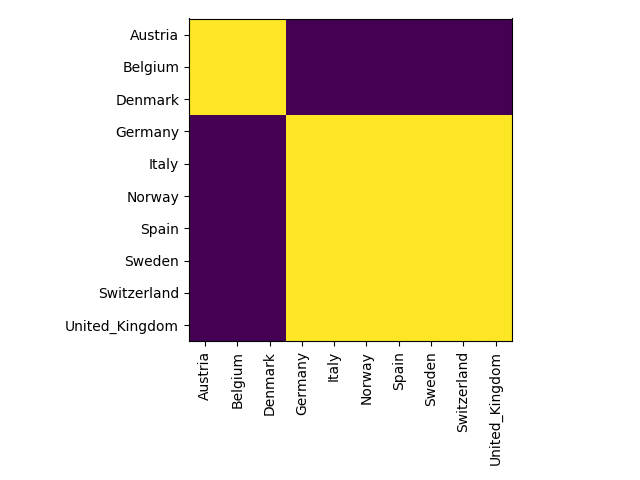 Austria
Belgium
Denmark
Germany
Italy
Norway
Spain
Sweden
Switzerland
United_Kingdom
Austria
Belgium
Denmark
Germany
Italy
Norway
Spain
Sweden
Switzerland
United_Kingdom